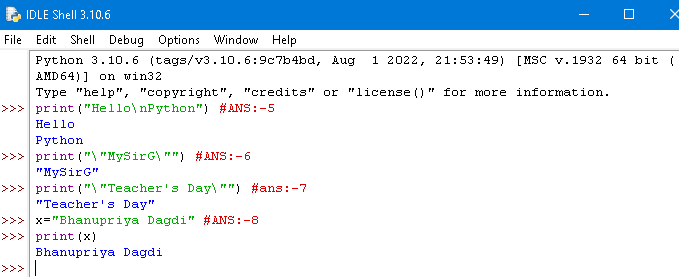 IDLE Shell 3.10.6
File Edit Shell Debug Options Window Help
Python 3.10.6 (tags/v3.10.6:9c7b4bd, Aug  1 2022, 21:53:49) [MSC v.1932 64 bit (
AMD64)] on win32
Type "help", "copyright", "credits" or "license()" for more information.
>>> print("Hello\nPython") #ANS:-5
Hello
Python
>>> print("\"MySirG\"") #ANS:-6
"MySirG"
>>> print("\"Teacher's Day\"") #ans:-7
"Teacher's Day"
>>> x="Bhanupriya Dagdi" #ANS:-8
>>> print(x)
Bhanupriya Dagdi
>>>